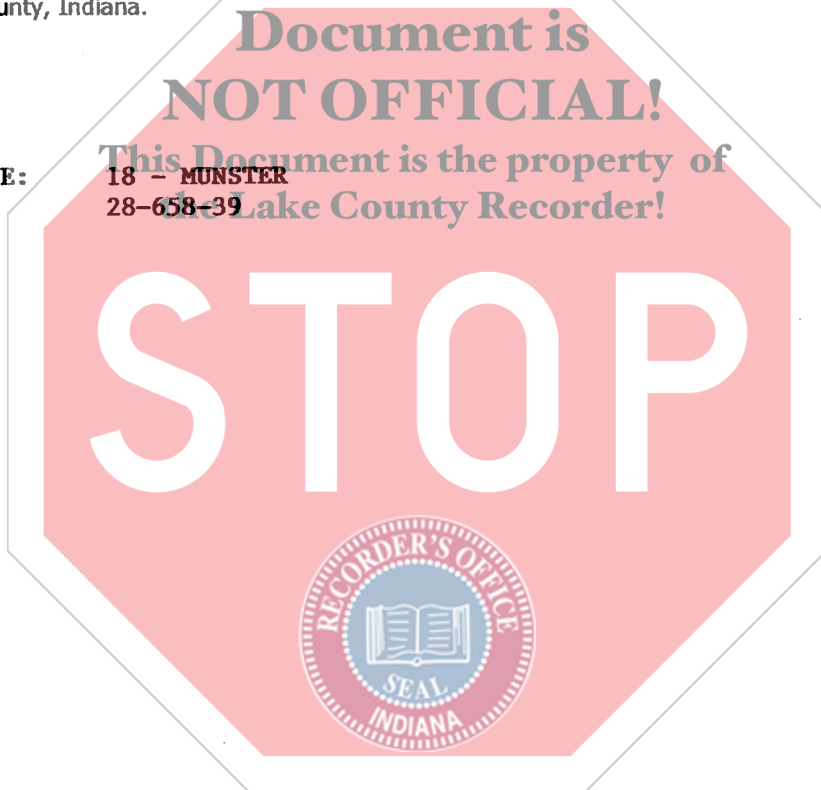 unty, Indiana.
Document is
NOT OFFICIAL!
This Document is the property of
E: 18 - MUNSTER
the Lake County Recorder!
28-658-39
STOP
RECORDER'S OFFICE
SEAL
INDIANA